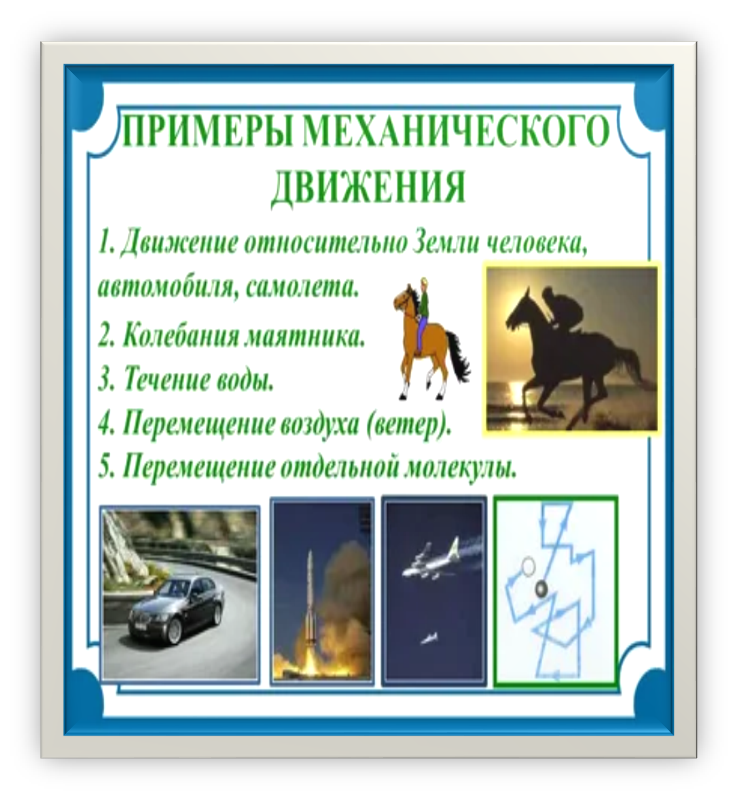 ПРИМЕРЫ МЕХАНИЧЕСКОГО
ДВИЖЕНИЯ
1. Движение относительно Земли человека,
автомобиля, самолета.
2. Колебания маятника.
3. Течение воды.
4. Перемещение воздуха (ветер).
5. Перемещение отдельной молекулы.